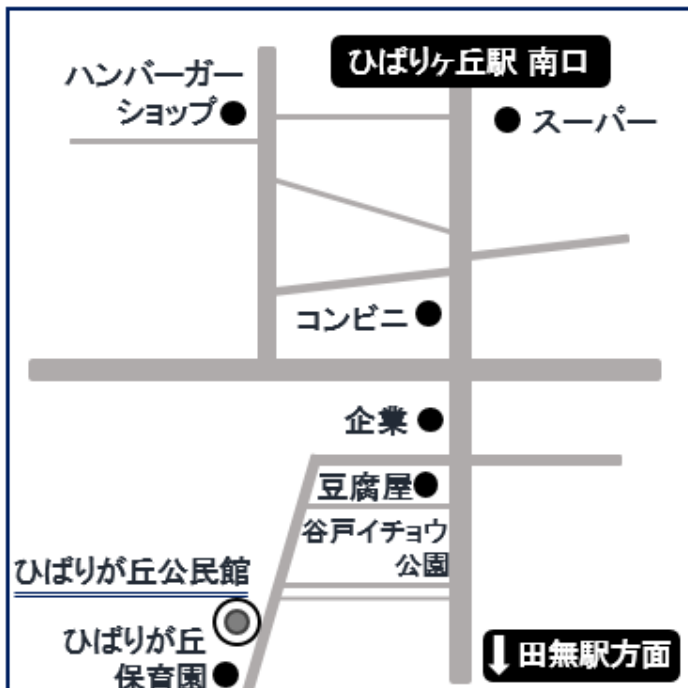 ひばりヶ丘駅 南口
ハンバーガー
ショップ
スーパー
コンビニ
企業
豆腐屋
谷戸イチョウ
公園
ひばりが丘公民館
ひばりが丘
保育園
田無駅方面